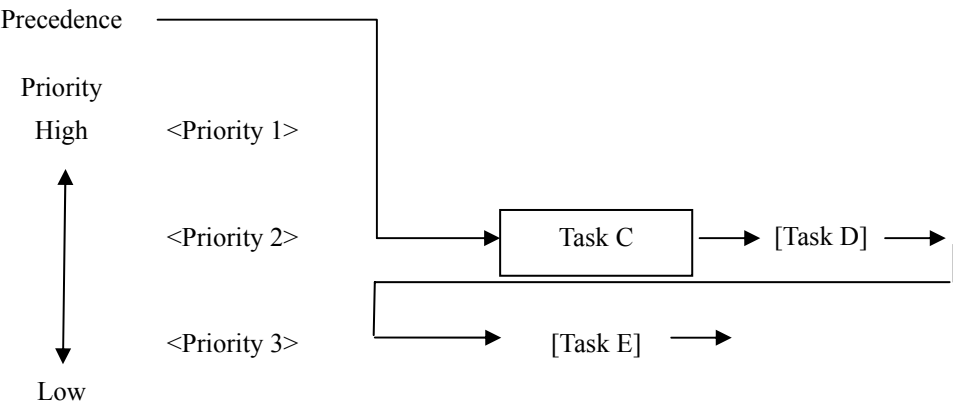 Precedence
Priority
High <Priority 1>
<Priority 2> Task C [Task D]
<Priority 3> [Task E]
Low